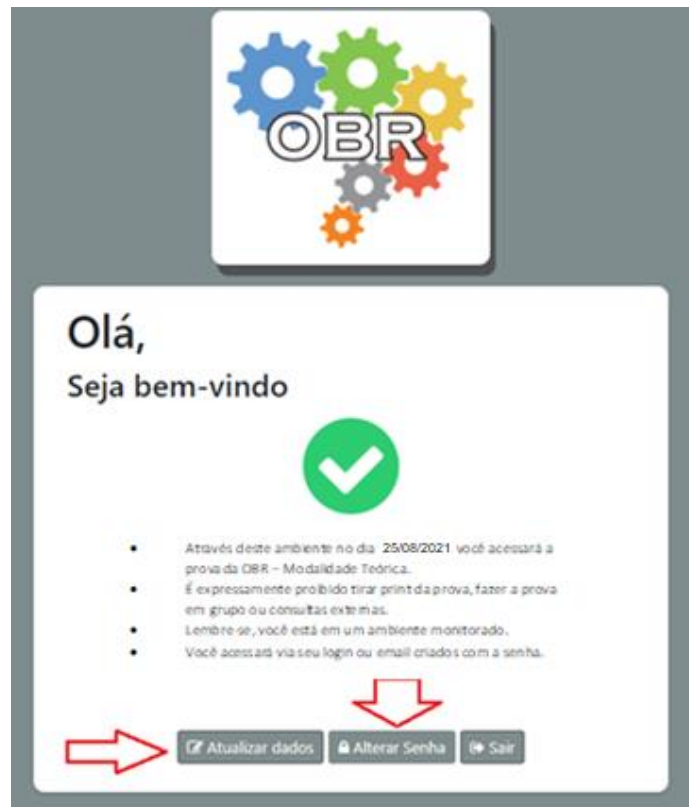 OBR
Olá,
Seja bem-vindo
• Através deste ambiente no dia 25/08/2021 você acessará a
prova da OBR – Modalidade Teórica.
• É expressamente proibido tirar print da prova, fazer a prova
em grupo ou consultas externas.
• Lembre-se, você está em um ambiente monitorado.
• Você acessará via seu login ou email criados com a senha.
Atualizar dados Alterar Senha Sair